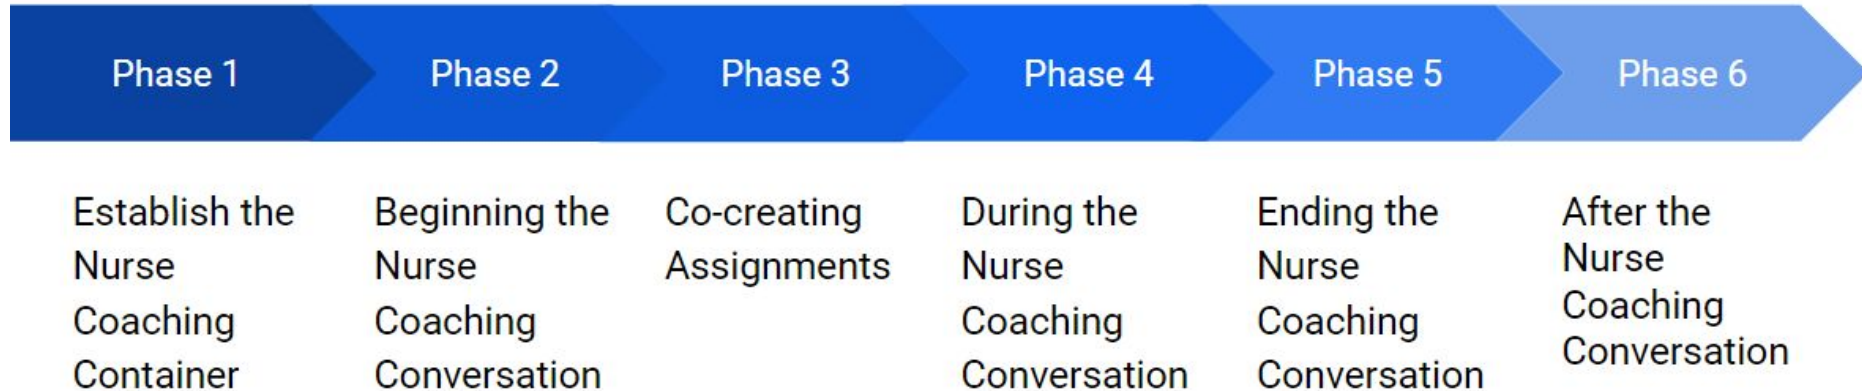 Phase 1
Phase 2
Phase 3
Phase 4
Phase 5
Phase 6
Establish the
Nurse
Coaching
Container
Beginning the
Nurse
Coaching
Conversation
Co-creating
Assignments
During the
Nurse
Coaching
Conversation
Ending the
Nurse
Coaching
Conversation
After the
Nurse
Coaching
Conversation